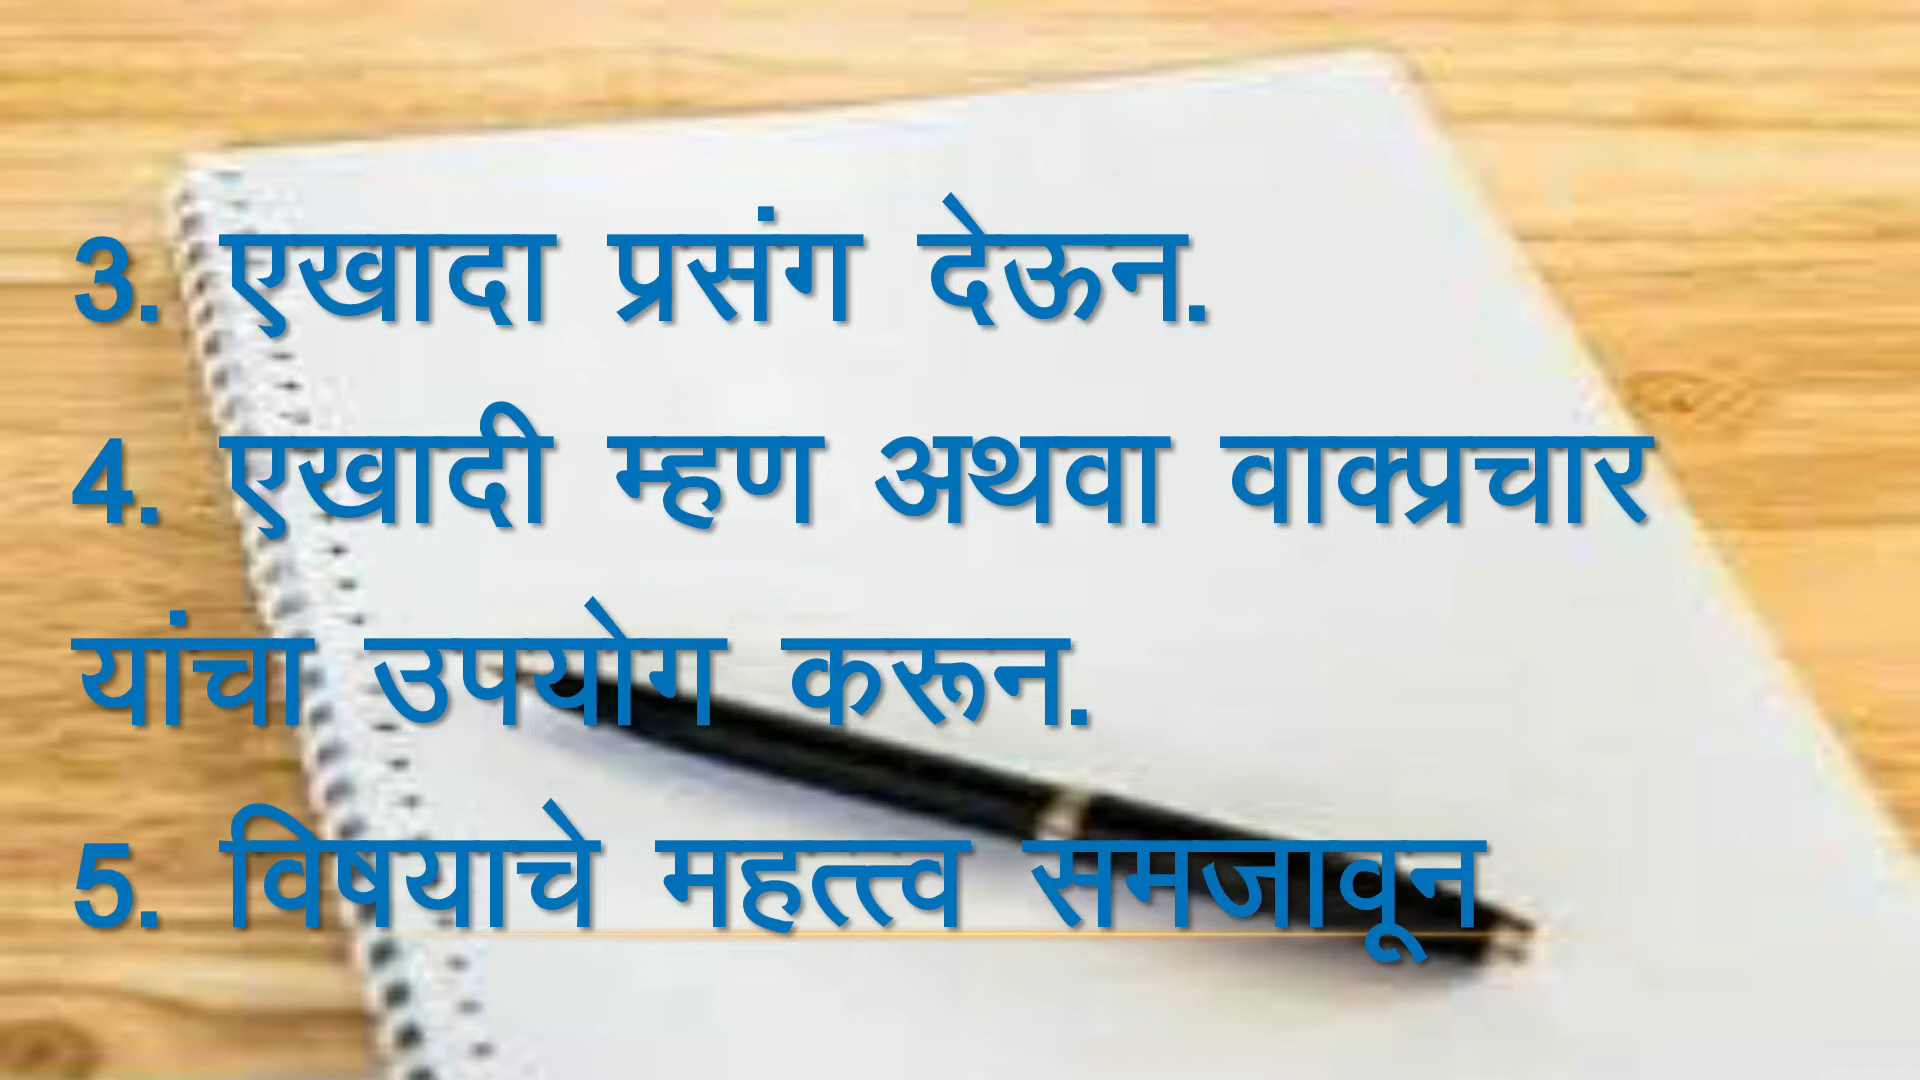 3. एखादा प्रसंग देऊन.
4. एखादी म्हण अथवा वाक्प्रचार
यांचा उपयोग करून.
5. विषयाचे महत्त्व समजावून